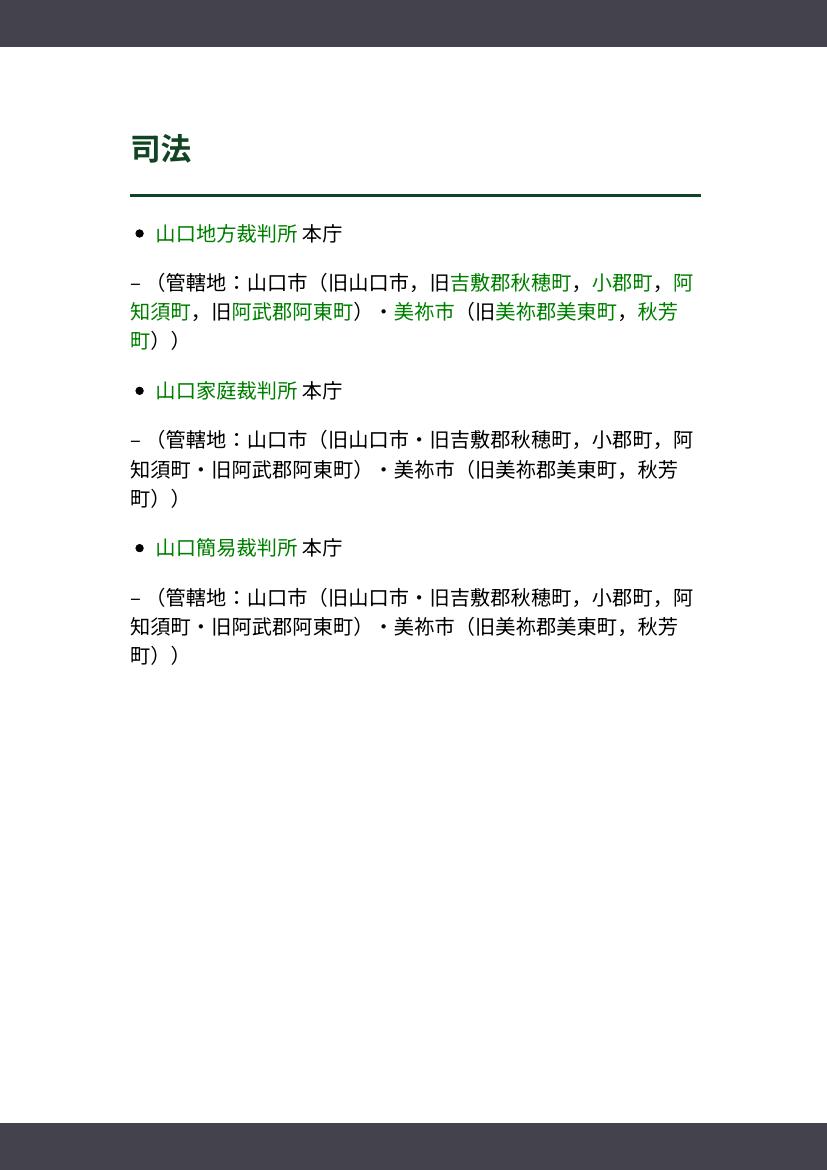 司法
• 山口地方裁判所 本庁
– （管轄地：山口市（旧山口市，旧吉敷郡秋穂町，小郡町，阿
知須町，旧阿武郡阿東町）・美祢市（旧美祢郡美東町，秋芳
町））
• 山口家庭裁判所 本庁
– （管轄地：山口市（旧山口市・旧吉敷郡秋穂町，小郡町，阿
知須町・旧阿武郡阿東町）・美祢市（旧美祢郡美東町，秋芳
町））
• 山口簡易裁判所 本庁
– （管轄地：山口市（旧山口市・旧吉敷郡秋穂町，小郡町，阿
知須町・旧阿武郡阿東町）・美祢市（旧美祢郡美東町，秋芳
町））